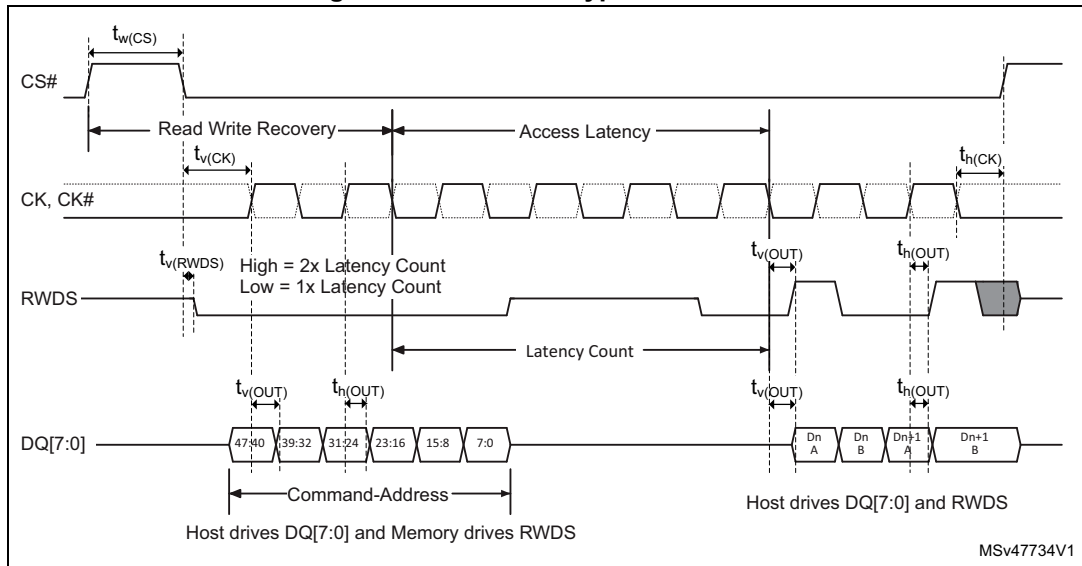 tw(CS)
CS#
Read Write Recovery
Access Latency
tv(CK)
th(CK)
CK, CK#
tv(RWDS)
High = 2x Latency Count
Low = 1x Latency Count
tv(OUT)
th(OUT)
RWDS
Latency Count
tv(OUT)
th(OUT)
tv(OUT)
th(OUT)
DQ[7:0]
47:40 39:32 31:24 23:16 15:8 7:0
Dn A
Dn B
Dn+1 A
Dn+1 B
Command-Address
Host drives DQ[7:0] and RWDS
Host drives DQ[7:0] and Memory drives RWDS
MSv47734V1